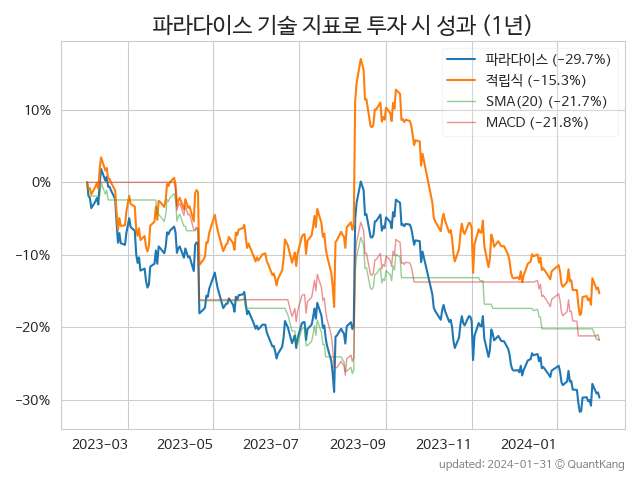 파라다이스 기술 지표로 투자 시 성과 (1년)
파라다이스 (−29.7%)
적립식 (−15.3%)
SMA(20) (−21.7%)
MACD (−21.8%)
10%
0%
−10%
−20%
−30%
2023-03 2023-05 2023-07 2023-09 2023-11 2024-01
updated: 2024-01-31 © QuantKang